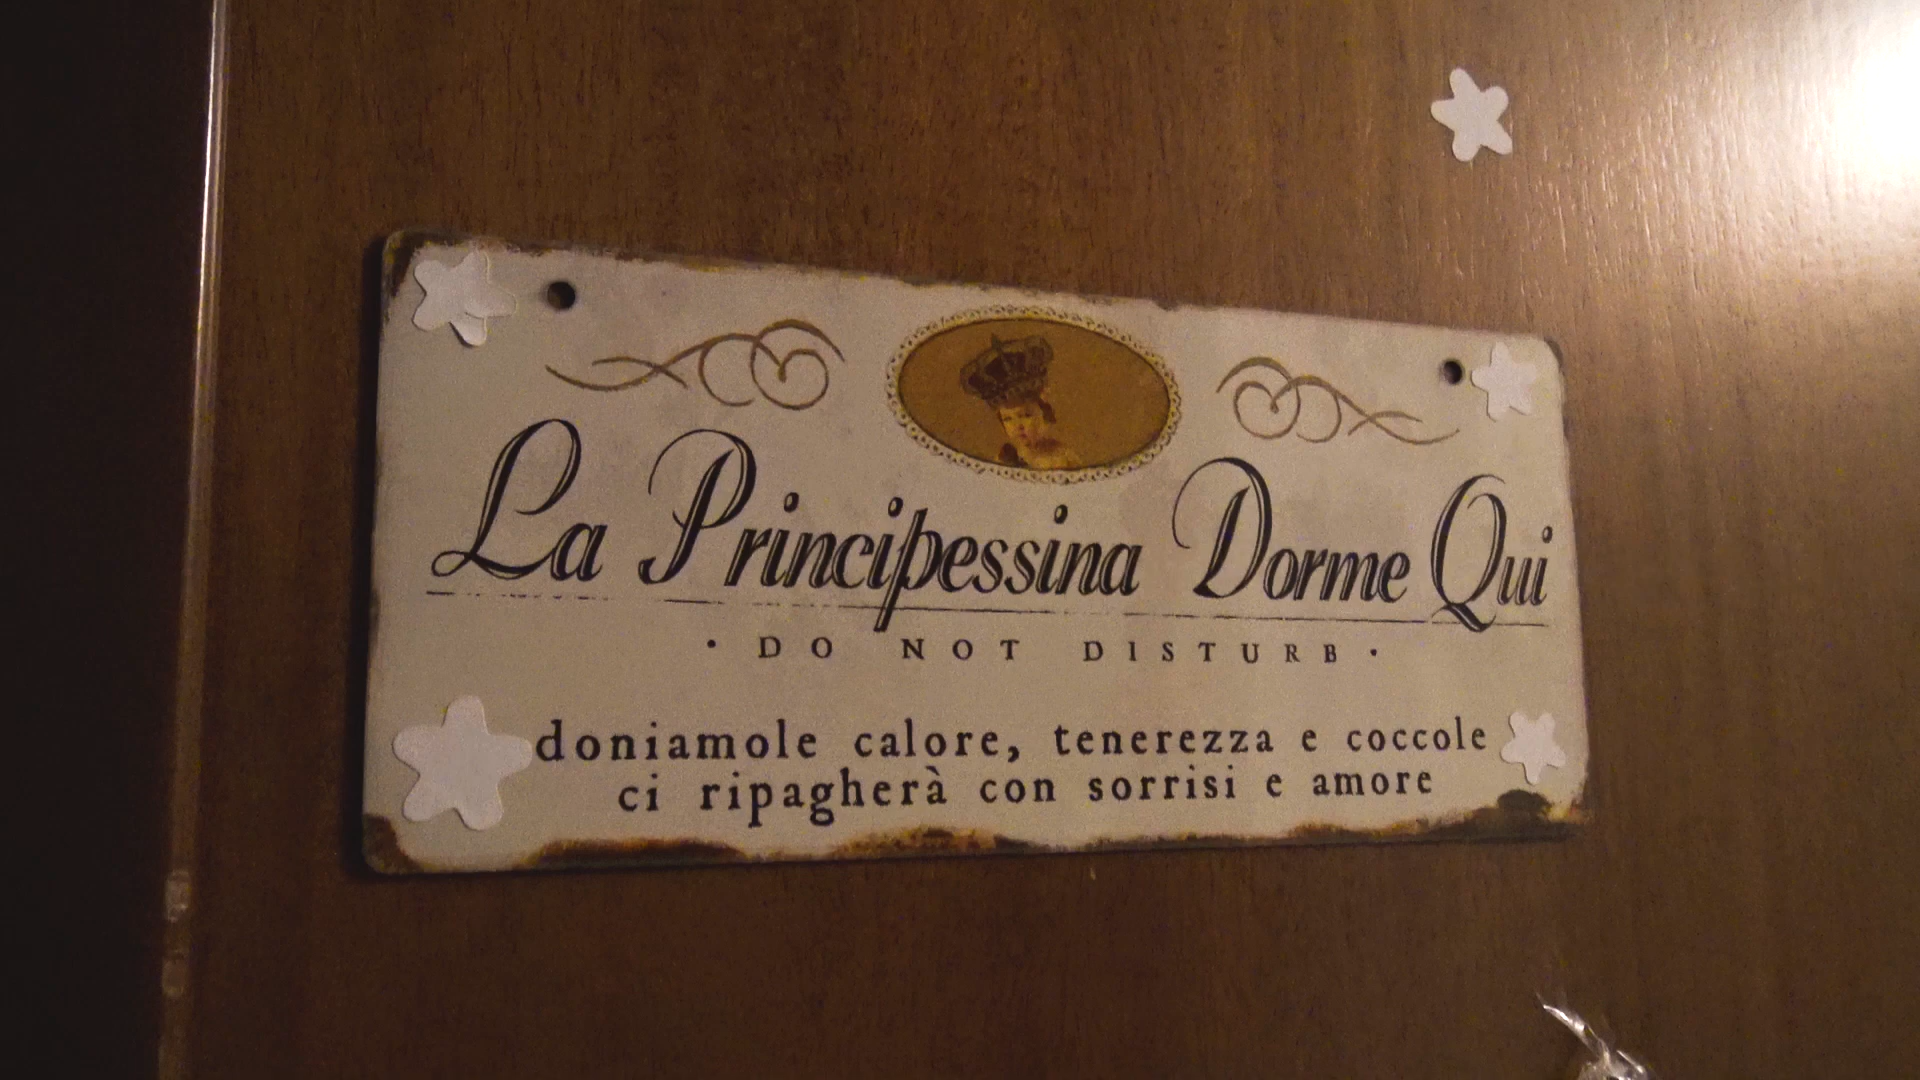 La Principessina Dorme Qui
· DO NOT DISTURB ·
doniamole calore, tenerezza e coccole
ci ripagherà con sorrisi e amore